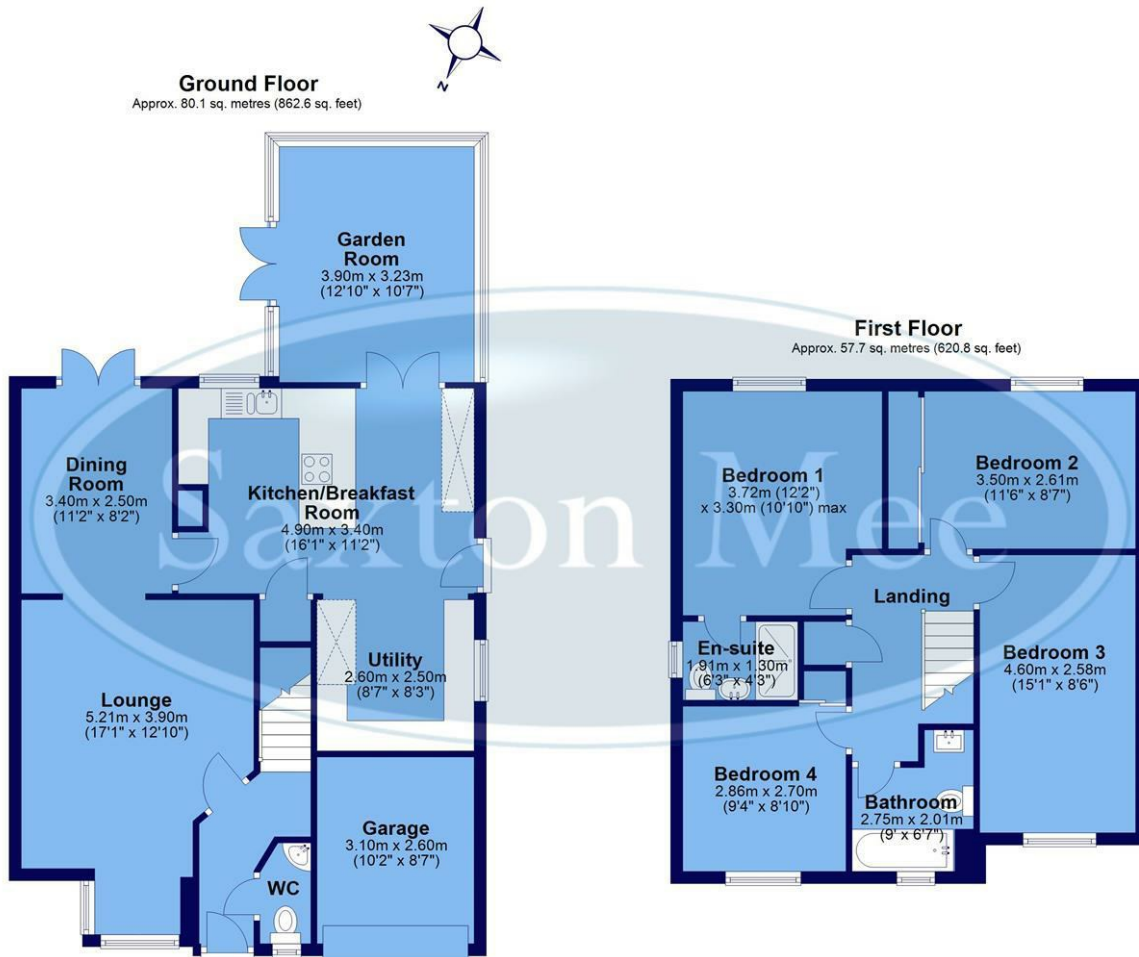 N
Ground Floor
Approx. 80.1 sq. metres (862.6 sq. feet)
Garden
Room
3.90m x 3.23m
(12'10" x 10'7")
Dining
Room
3.40m x 2.50m
(11'2" x 8'2")
Kitchen/Breakfast
Room
4.90m x 3.40m
(16'1" x 11'2")
Utility
2.60m x 2.50m
(8'7" x 8'3")
Lounge
5.21m x 3.90m
(17'1" x 12'10")
Garage
3.10m x 2.60m
(10'2" x 8'7")
WC
First Floor
Approx. 57.7 sq. metres (620.8 sq. feet)
Bedroom 1
3.72m (12'2")
x 3.30m (10'10") max
Bedroom 2
3.50m x 2.61m
(11'6" x 8'7")
Landing
En-suite
1.91m x 1.30m
(6'3" x 4'3")
Bedroom 3
4.60m x 2.58m
(15'1" x 8'6")
Bedroom 4
2.86m x 2.70m
(9'4" x 8'10")
Bathroom
2.75m x 2.01m
(9' x 6'7")
Saxton Mee